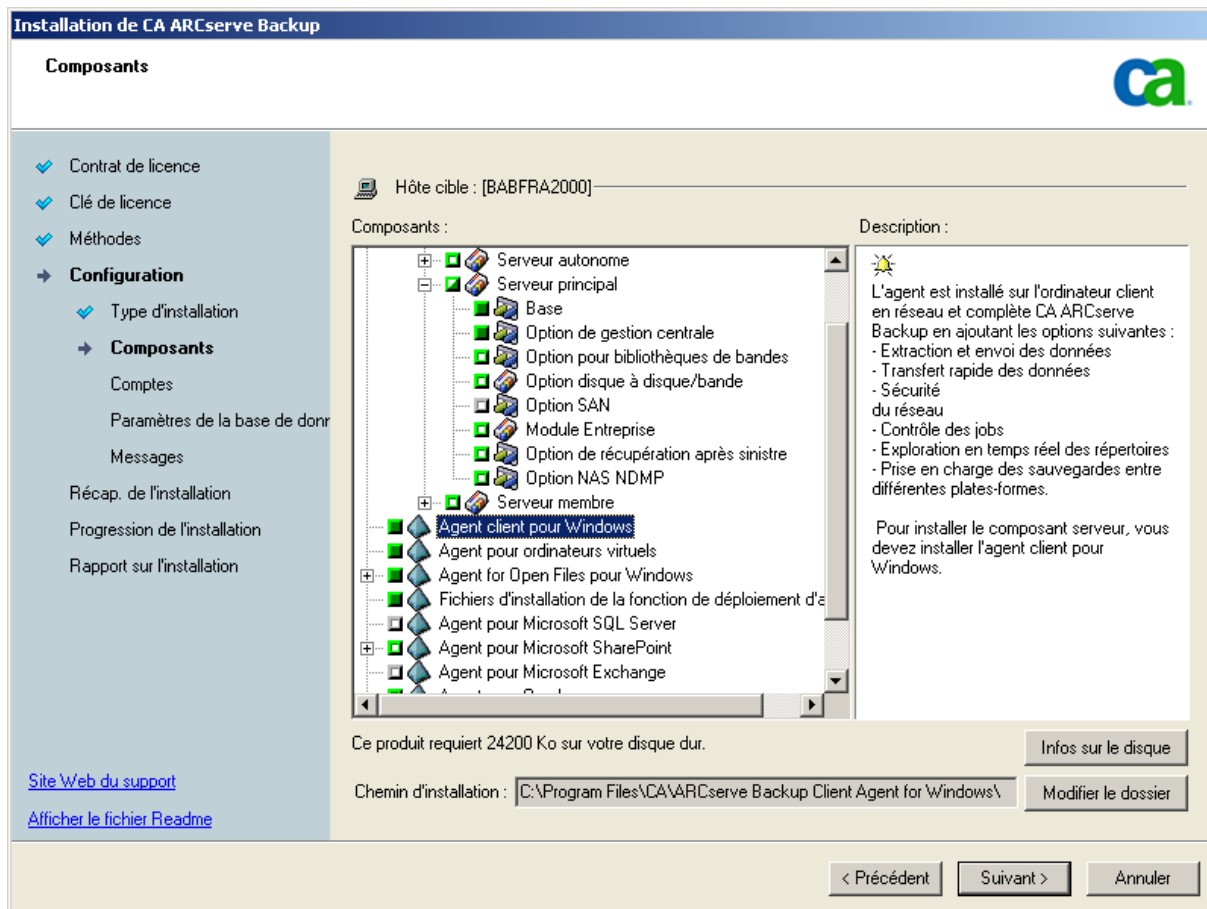 Installation de CA ARCserve Backup
Composants
ca
Contrat de licence
Clé de licence
Méthodes
Configuration
Type d'installation
Composants
Comptes
Paramètres de la base de donr
Messages
Récap. de l'installation
Progression de l'installation
Rapport sur l'installation
Site Web du support
Afficher le fichier Readme
Hôte cible : [BABFRA2000]
Composants :
Serveur autonome
Serveur principal
Base
Option de gestion centrale
Option pour bibliothèques de bandes
Option disque à disque/bande
Option SAN
Module Entreprise
Option de récupération après sinistre
Option NAS NDMP
Serveur membre
Agent client pour Windows
Agent pour ordinateurs virtuels
Agent for Open Files pour Windows
Fichiers d'installation de la fonction de déploiement d'a
Agent pour Microsoft SQL Server
Agent pour Microsoft SharePoint
Agent pour Microsoft Exchange
Description :
L'agent est installé sur l'ordinateur client
en réseau et complète CA ARCserve
Backup en ajoutant les options suivantes :
- Extraction et envoi des données
- Transfert rapide des données
- Sécurité
du réseau
- Contrôle des jobs
- Exploration en temps réel des répertoires
- Prise en charge des sauvegardes entre
différentes plates-formes.
Pour installer le composant serveur, vous
devez installer l'agent client pour
Windows.
Ce produit requiert 24200 Ko sur votre disque dur.
Infos sur le disque
Chemin d'installation : C:\Program Files\CA\ARCserve Backup Client Agent for Windows\
Modifier le dossier
< Précédent
Suivant >
Annuler